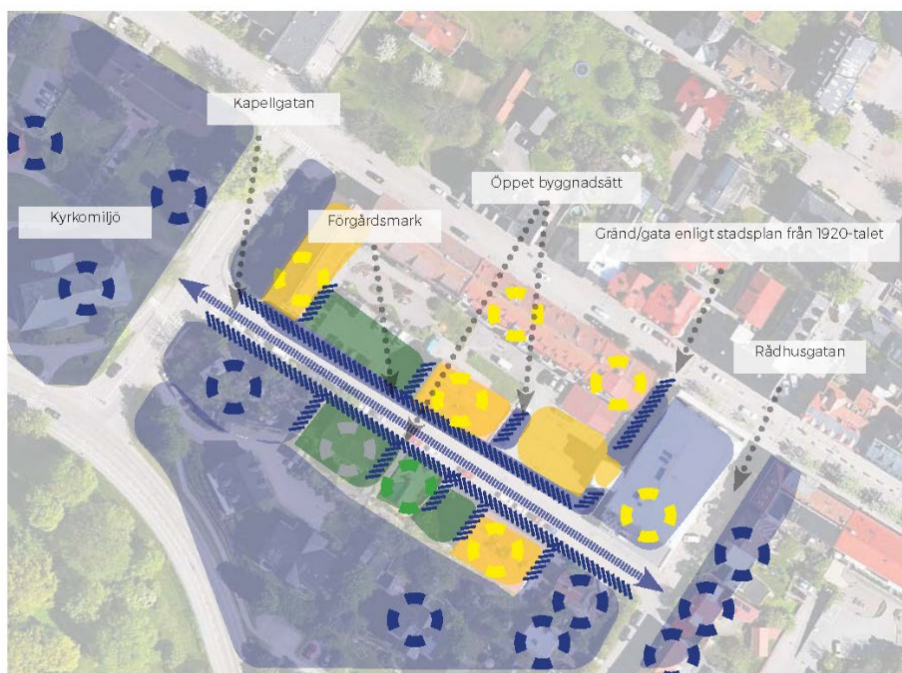 Kapellgatan
Öppet byggnadsätt
Kyrkomiljö
Förgårdsmark
Gränd/gata enligt stadsplan från 1920-talet
Rådhusgatan